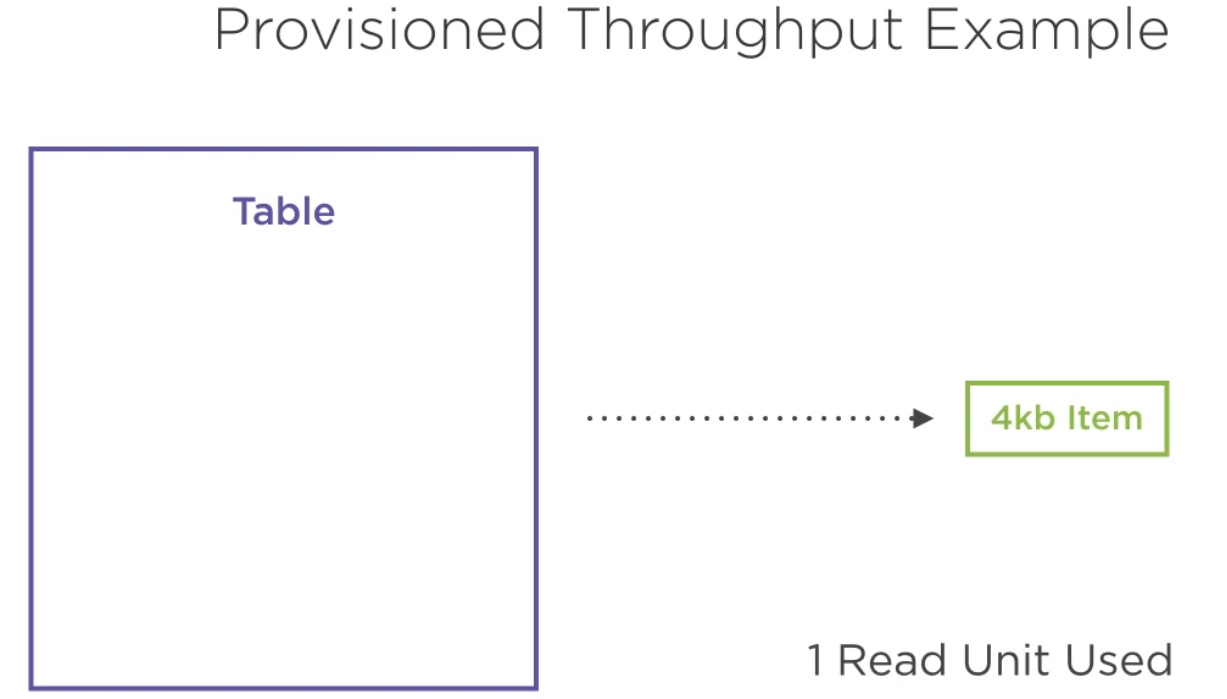 Provisioned Throughput Example
Table
4kb Item
1 Read Unit Used